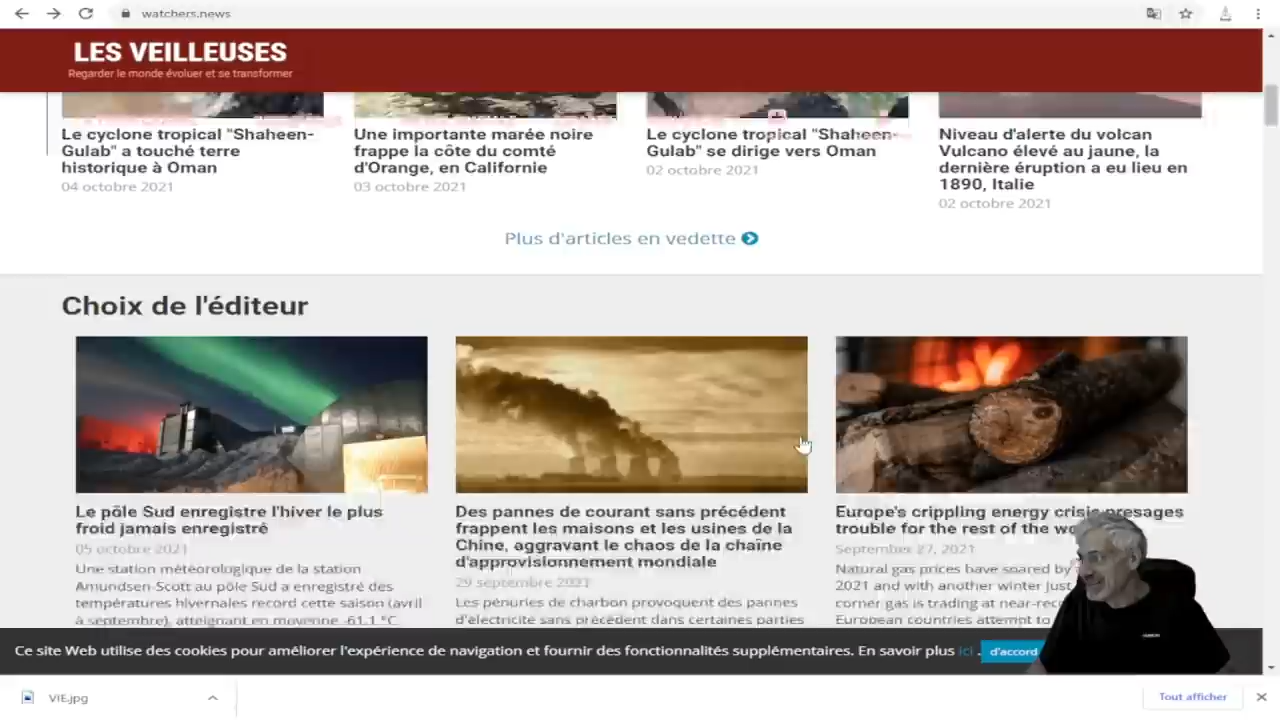 watchers.news
LES VEILLEUSES
Regarder le monde évoluer et se transformer
Le cyclone tropical "Shaheen-
Gulab" a touché terre
historique à Oman
04 octobre 2021
Une importante marée noire
frappe la côte du comté
d'Orange, en Californie
03 octobre 2021
Le cyclone tropical "Shaheen-
Gulab" se dirige vers Oman
02 octobre 2021
Niveau d'alerte du volcan
Vulcano élevé au jaune, la
dernière éruption a eu lieu en
1890, Italie
02 octobre 2021
Plus d'articles en vedette
Choix de l'éditeur
Le pôle Sud enregistre l'hiver le plus
froid jamais enregistré
05 octobre 2021
Une station météorologique de la station
Amundsen-Scott au pôle Sud a enregistré des
températures hivernales record cette saison (avril
à septembre), atteignant en moyenne -61,1 °C
Des pannes de courant sans précédent
frappent les maisons et les usines de la
Chine, aggravant le chaos de la chaîne
d'approvisionnement mondiale
29 septembre 2021
Les pénuries de charbon provoquent des pannes
d'électricité sans précédent dans certaines parties
Europe's crippling energy crisis presages
trouble for the rest of the
September 27, 2021
Natural gas prices have soared by
2021 and with another winter just
corner gas is trading at
European countries attempt to
Ce site Web utilise des cookies pour améliorer l'expérience de navigation et fournir des fonctionnalités supplémentaires. En savoir plus ici .
d'accord
VIE.jpg
Tout afficher